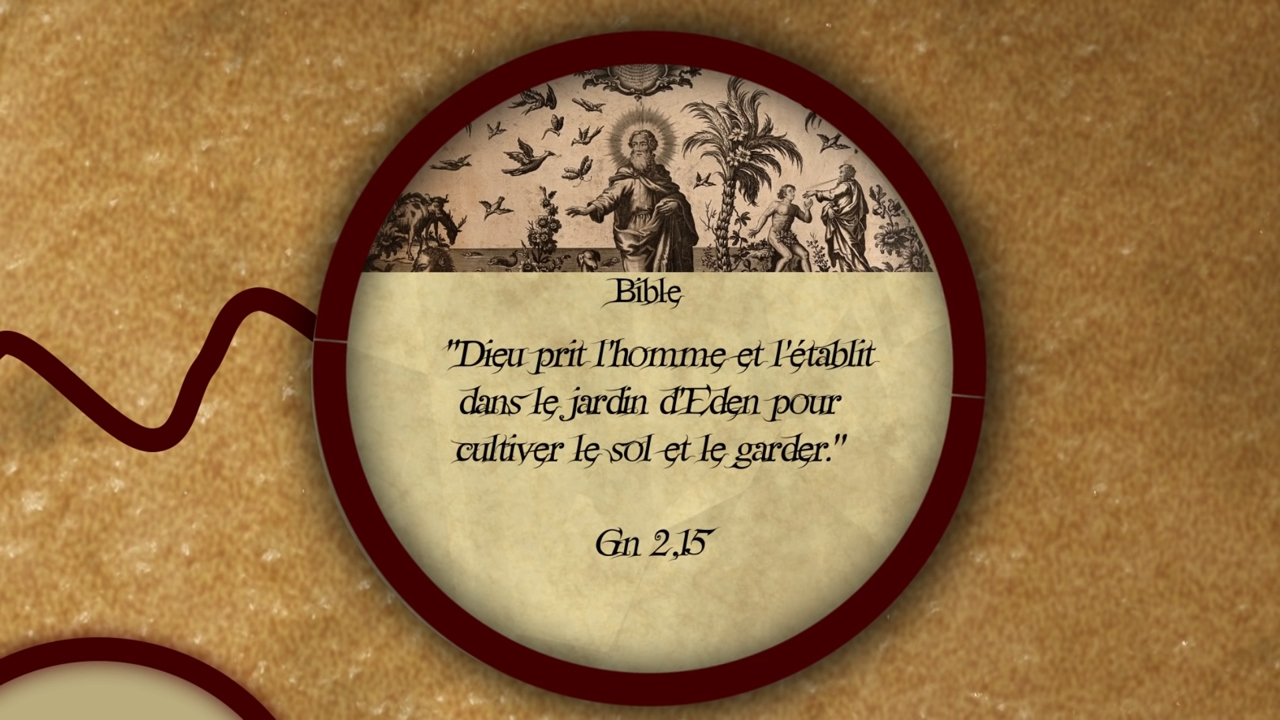 Bible
"Dieu prit l'homme et l'établit
dans le jardin d'Eden pour
cultiver le sol et le garder."
Gn 2,15